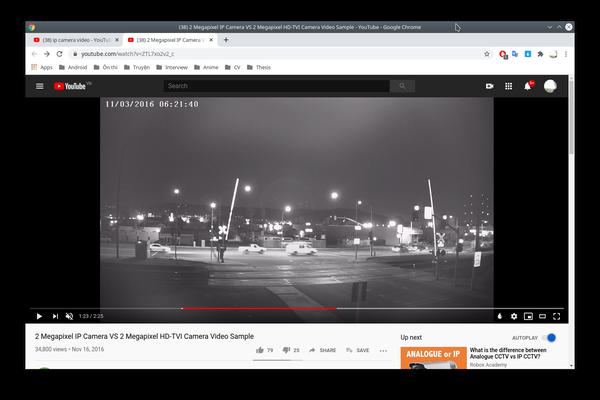 (38) 2 Megapixel IP Camera VS 2 Megapixel HD-TVI Camera Video Sample - YouTube - Google Chrome
(38) ip camera video - YouTu
(38) 2 Megapixel IP Camera V
youtube.com/watch?v=ZTL7xo2v2_c
Apps Android Ôn thi Truyện Interview Anime CV Thesis
YouTube VN
Search
9+
11/03/2016 06:21:40
1:23 / 2:25
2 Megapixel IP Camera VS 2 Megapixel HD-TVI Camera Video Sample
34,800 views • Nov 16, 2016
79 25 SHARE SAVE
Up next
AUTOPLAY
ANALOGUE or IP
What is the difference between
Analogue CCTV vs IP CCTV?
Robox Academy